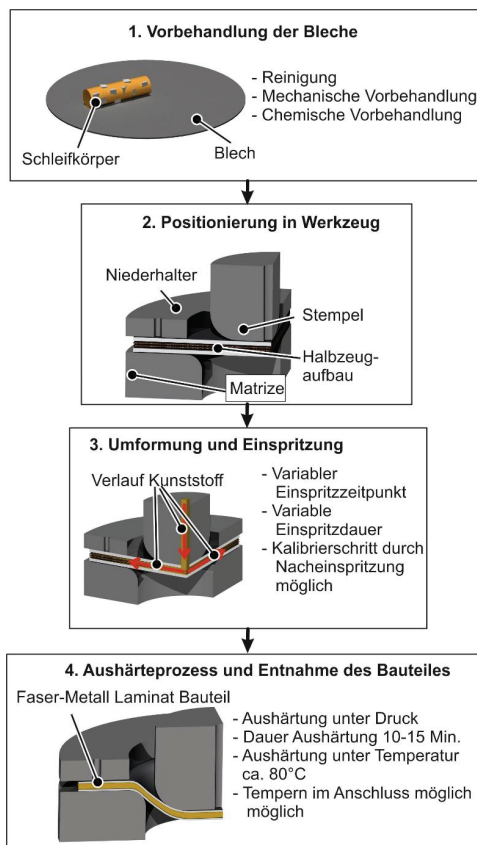 1. Vorbehandlung der Bleche
- Reinigung
- Mechanische Vorbehandlung
- Chemische Vorbehandlung
Schleifkörper
Blech
2. Positionierung in Werkzeug
Niederhalter
Stempel
Halbzeug-
aufbau
Matrize
3. Umformung und Einspritzung
Verlauf Kunststoff
- Variabler
Einspritzzeitpunkt
- Variable
Einspritzdauer
- Kalibrierschritt durch
Nacheinspritzung
möglich
4. Aushärteprozess und Entnahme des Bauteiles
Faser-Metall Laminat Bauteil
- Aushärtung unter Druck
- Dauer Aushärtung 10-15 Min.
- Aushärtung unter Temperatur
ca. 80°C
- Tempern im Anschluss möglich
möglich